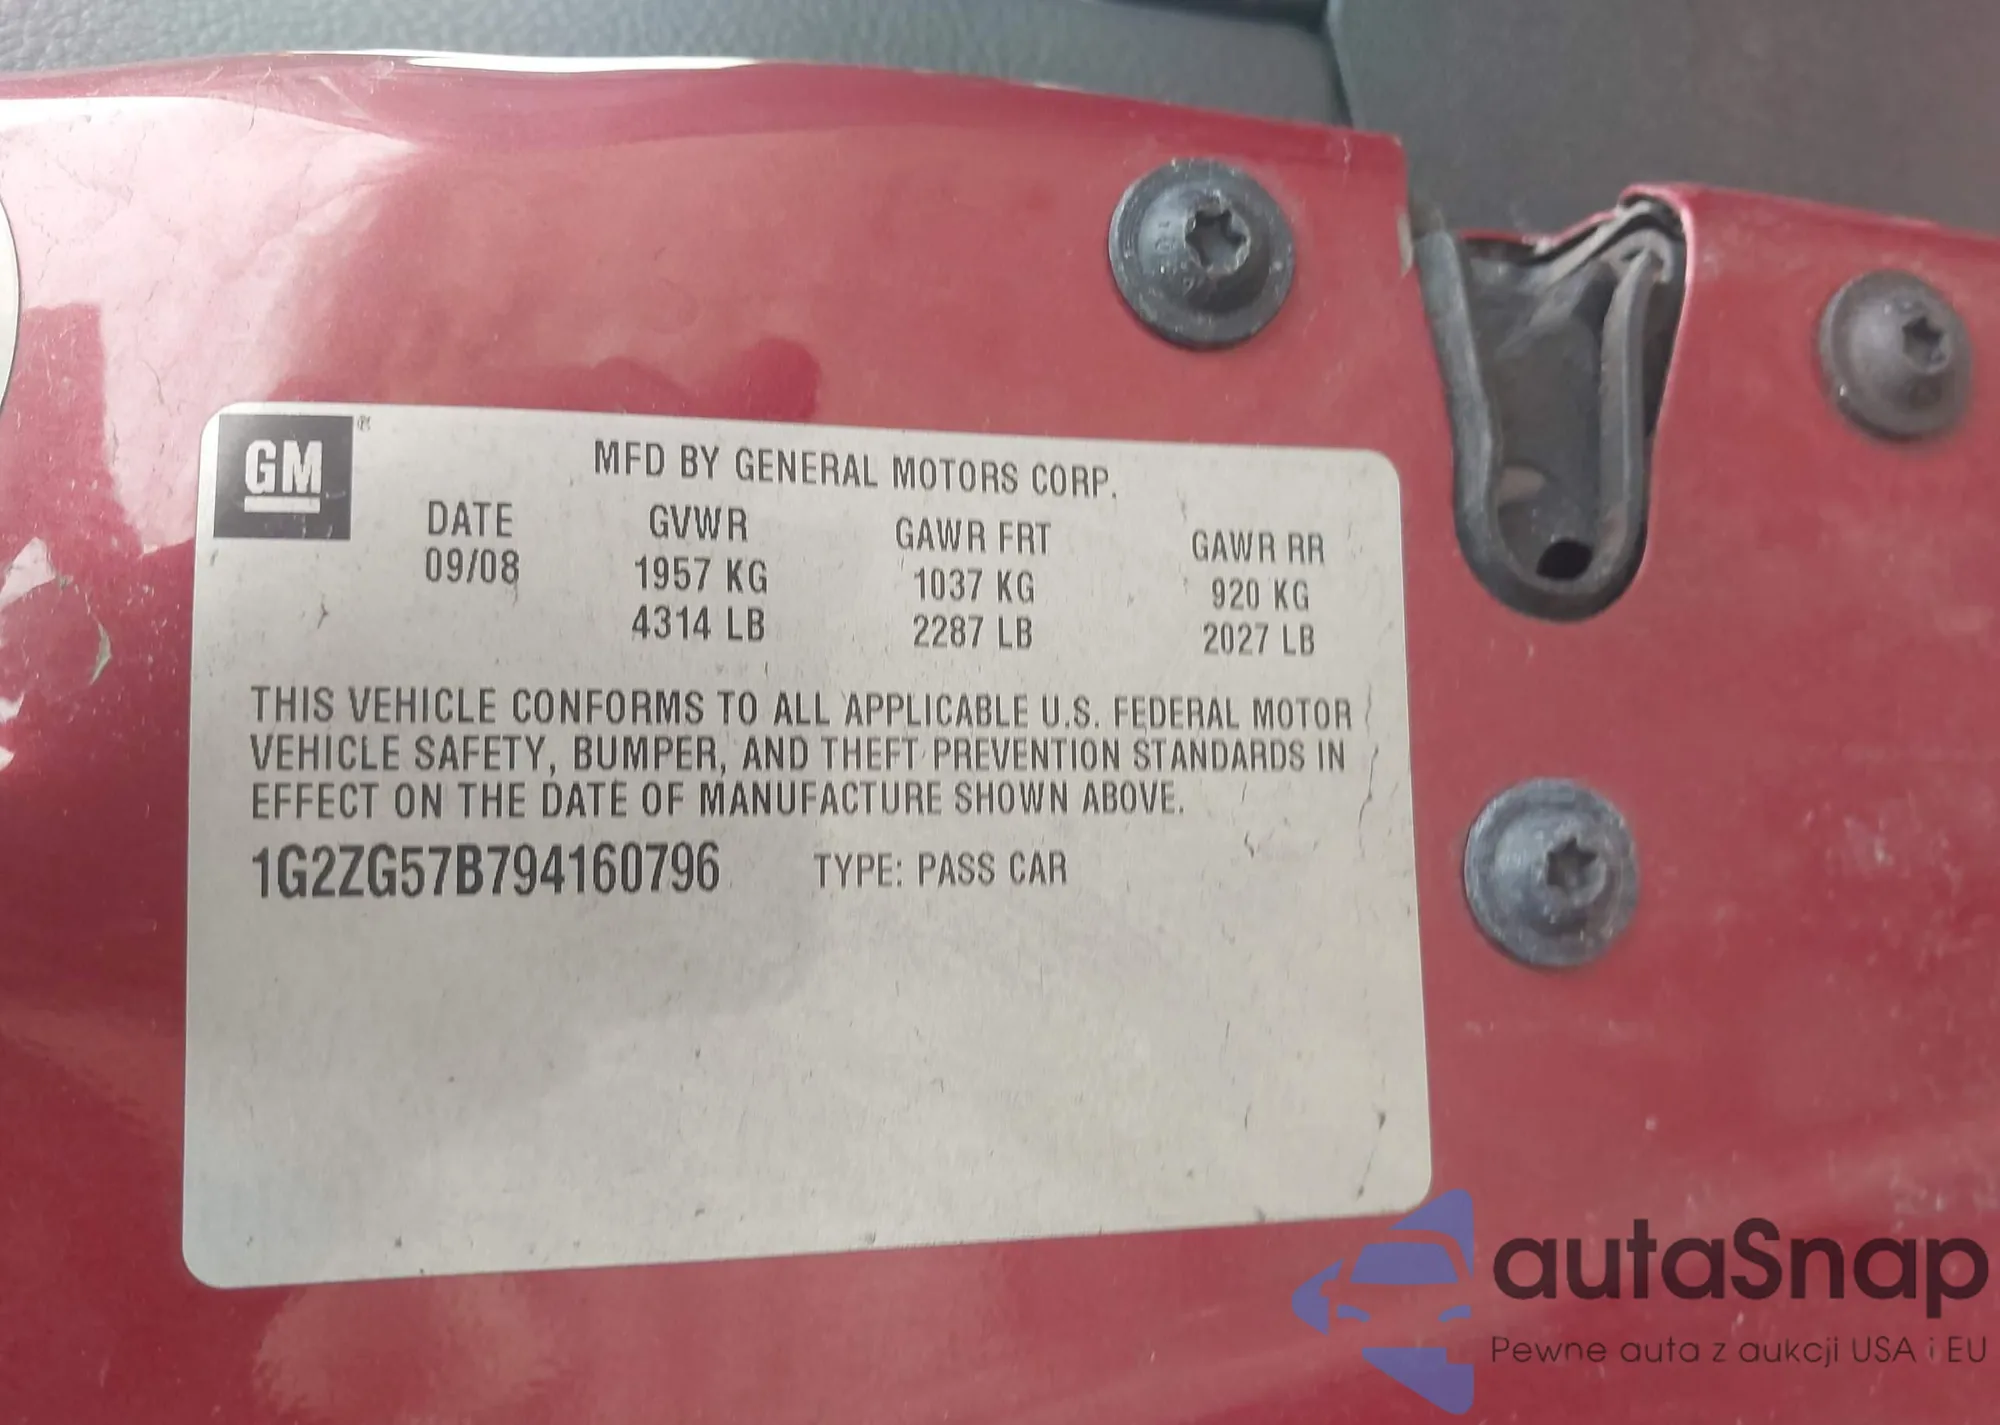 GM ®
MFD BY GENERAL MOTORS CORP.
DATE GVWR GAWR FRT GAWR RR
09/08 1957 KG 1037 KG 920 KG
4314 LB 2287 LB 2027 LB
THIS VEHICLE CONFORMS TO ALL APPLICABLE U.S. FEDERAL MOTOR
VEHICLE SAFETY, BUMPER, AND THEFT PREVENTION STANDARDS IN
EFFECT ON THE DATE OF MANUFACTURE SHOWN ABOVE.
1G2ZG57B794160796 TYPE: PASS CAR
autaSnap
Pewne auta z aukcji USA i EU